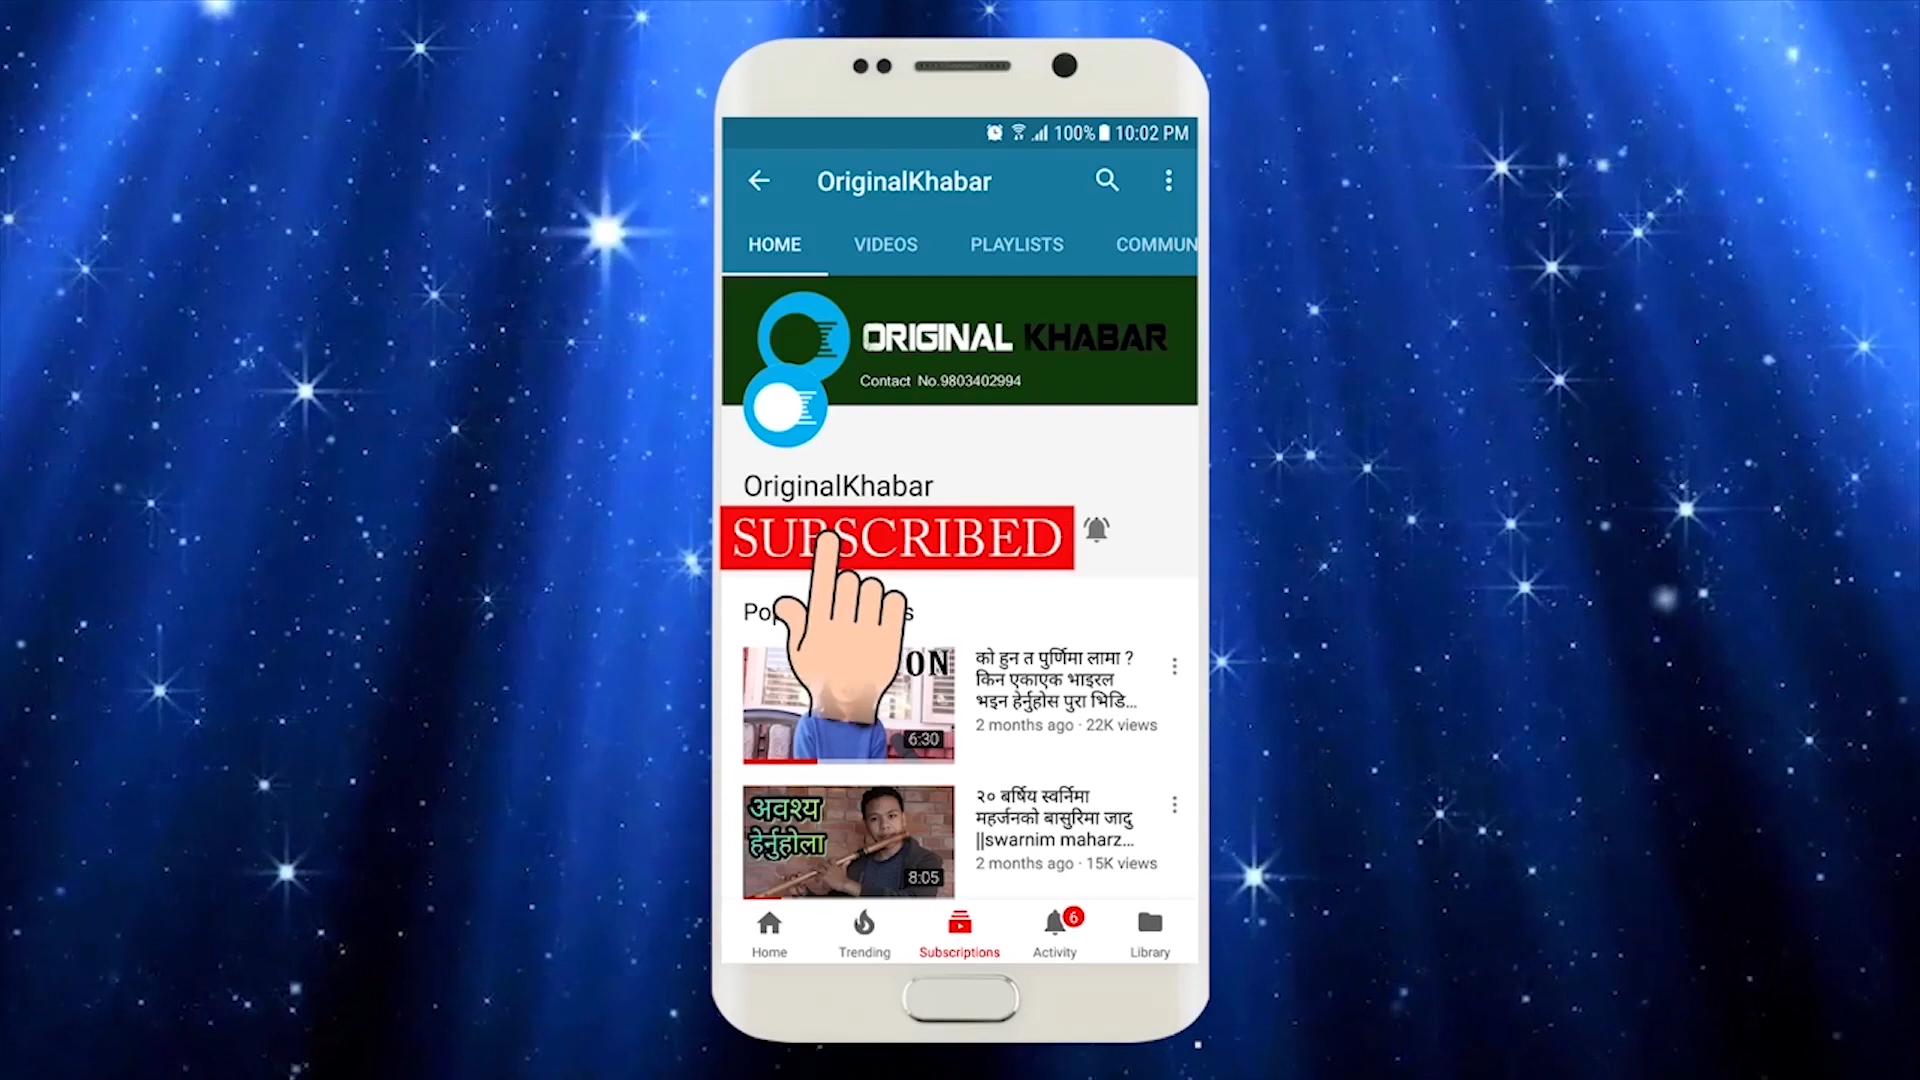 100% 10:02 PM
OriginalKhabar
HOME VIDEOS PLAYLISTS COMMUN
ORIGINAL KHABAR
Contact No.9803402994
OriginalKhabar
SUBSCRIBED
को हुन त पुर्णिमा लामा ?
किन एकाएक भाइरल
भइन हेर्नुहोस पुरा भिडि...
2 months ago · 22K views
6:30
अवश्य
हेर्नुहोला
8:05
२० बर्षिय स्वर्निमा
महर्जनको बासुरिमा जादु
||swarnim maharz...
2 months ago · 15K views
6
Home Trending Subscriptions Activity Library